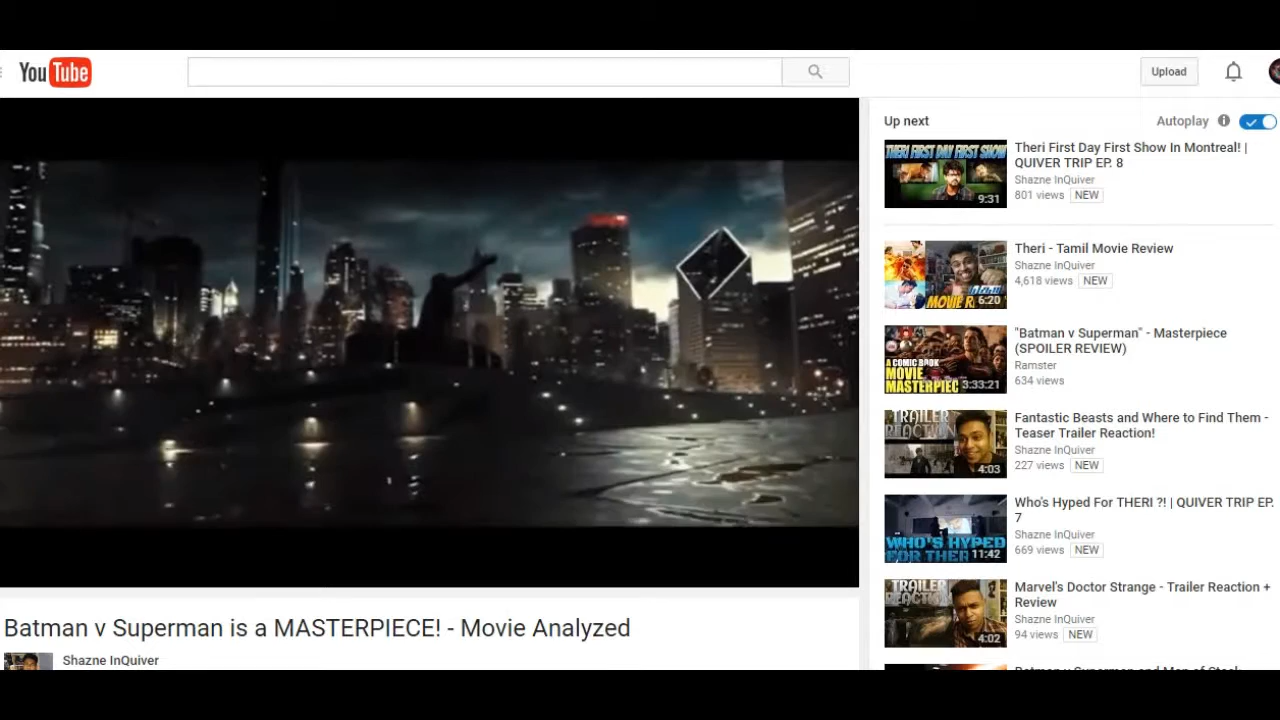 YouTube
Upload
Up next
Autoplay
THERI FIRST DAY FIRST SHOW
9:31
Theri First Day First Show In Montreal! |
QUIVER TRIP EP. 8
Shazne InQuiver
801 views NEW
MOVIE R
6:20
Theri - Tamil Movie Review
Shazne InQuiver
4,618 views NEW
A COMIC BOOK
MOVIE
MASTERPIEC
3:33:21
"Batman v Superman" - Masterpiece
(SPOILER REVIEW)
Ramster
634 views
TRAILER
REACTION
4:03
Fantastic Beasts and Where to Find Them -
Teaser Trailer Reaction!
Shazne InQuiver
227 views NEW
WHO'S HYPED
FOR THER
11:42
Who's Hyped For THERI ?! | QUIVER TRIP EP.
7
Shazne InQuiver
669 views NEW
TRAILER
REACTION
4:02
Marvel's Doctor Strange - Trailer Reaction +
Review
Shazne InQuiver
94 views NEW
Batman v Superman is a MASTERPIECE! - Movie Analyzed
Shazne InQuiver